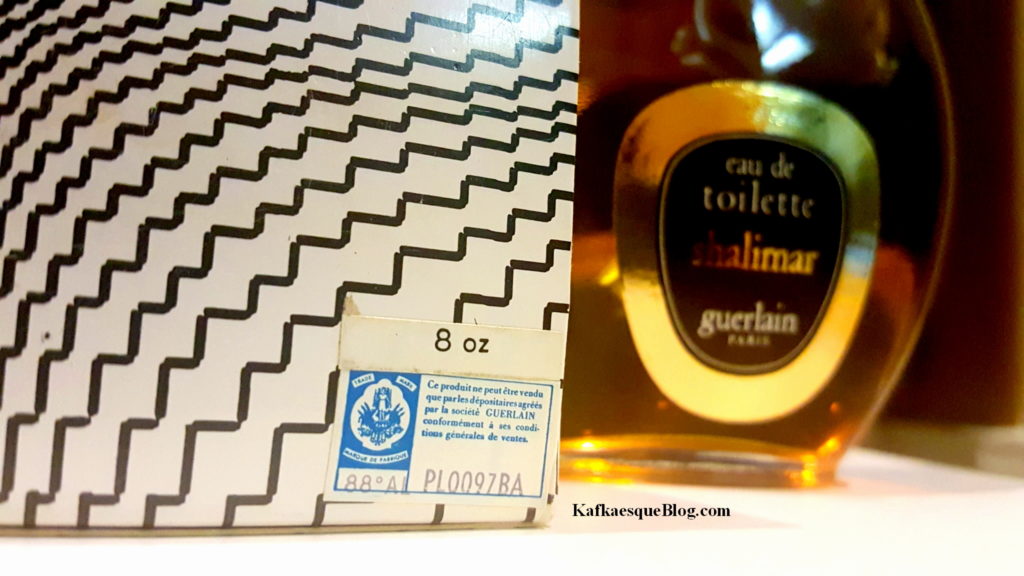 8 oz
TRADE MARK
Ce produit ne peut être vendu
que par les dépositaires agréés
par la société GUERLAIN
conformément à ses condi-
tions générales de ventes.
MARQUE DE FABRIQUE
88° AL PL0097BA
eau de
toilette
shalimar
guerlain
PARIS
KafkaesqueBlog.com